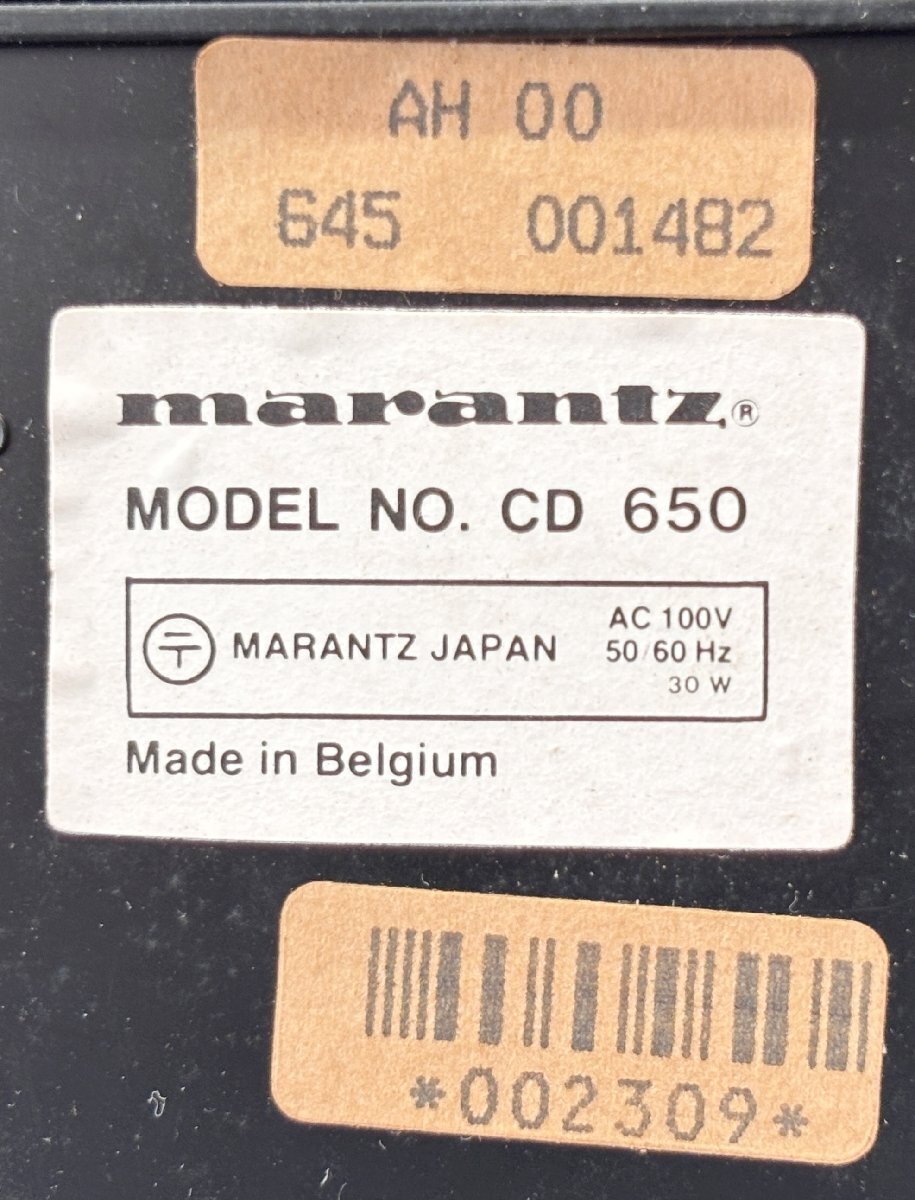 AH 00
645 001482
marantz®
MODEL NO. CD 650
〒 MARANTZ JAPAN
AC 100V
50/60 Hz
30 W
Made in Belgium
*002309*